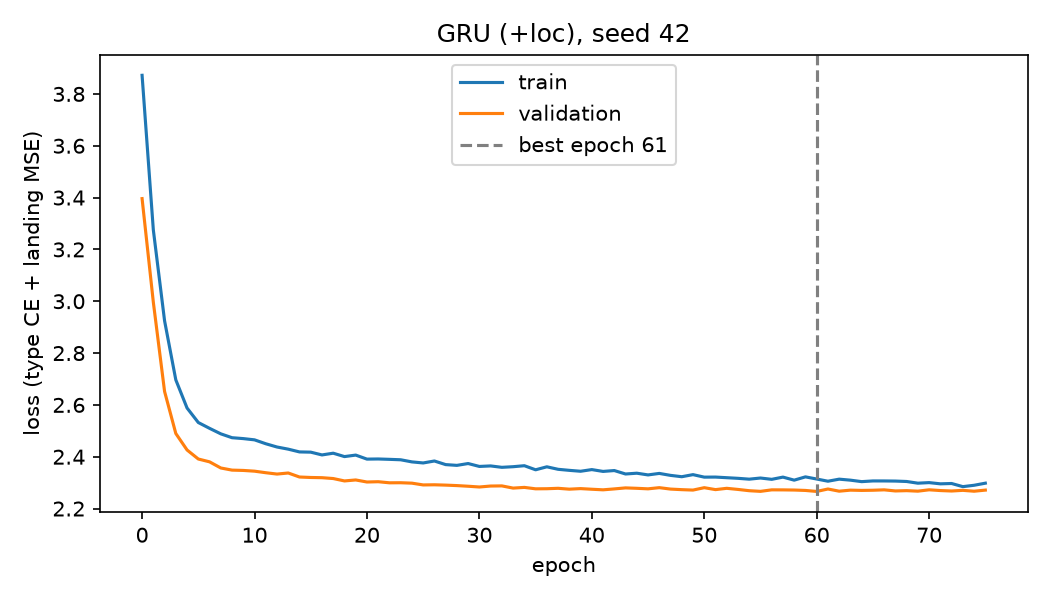 GRU (+loc), seed 42
train
validation
best epoch 61
loss (type CE + landing MSE)
3.8
3.6
3.4
3.2
3.0
2.8
2.6
2.4
2.2
0 10 20 30 40 50 60 70
epoch